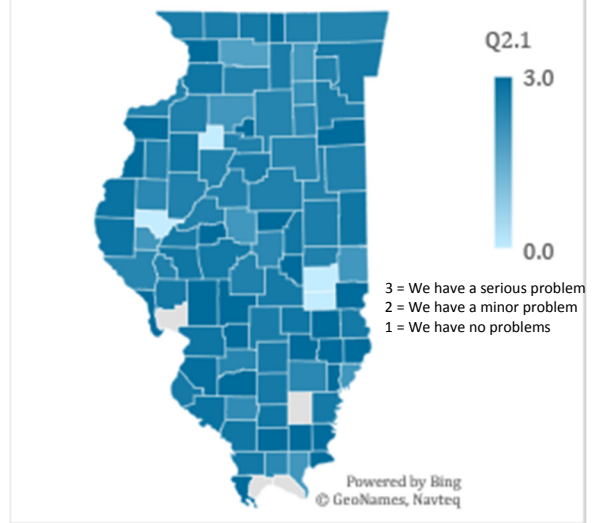 Q2.1
3.0
0.0
3 = We have a serious problem
2 = We have a minor problem
1 = We have no problems
Powered by Bing
© GeoNames, Navteq